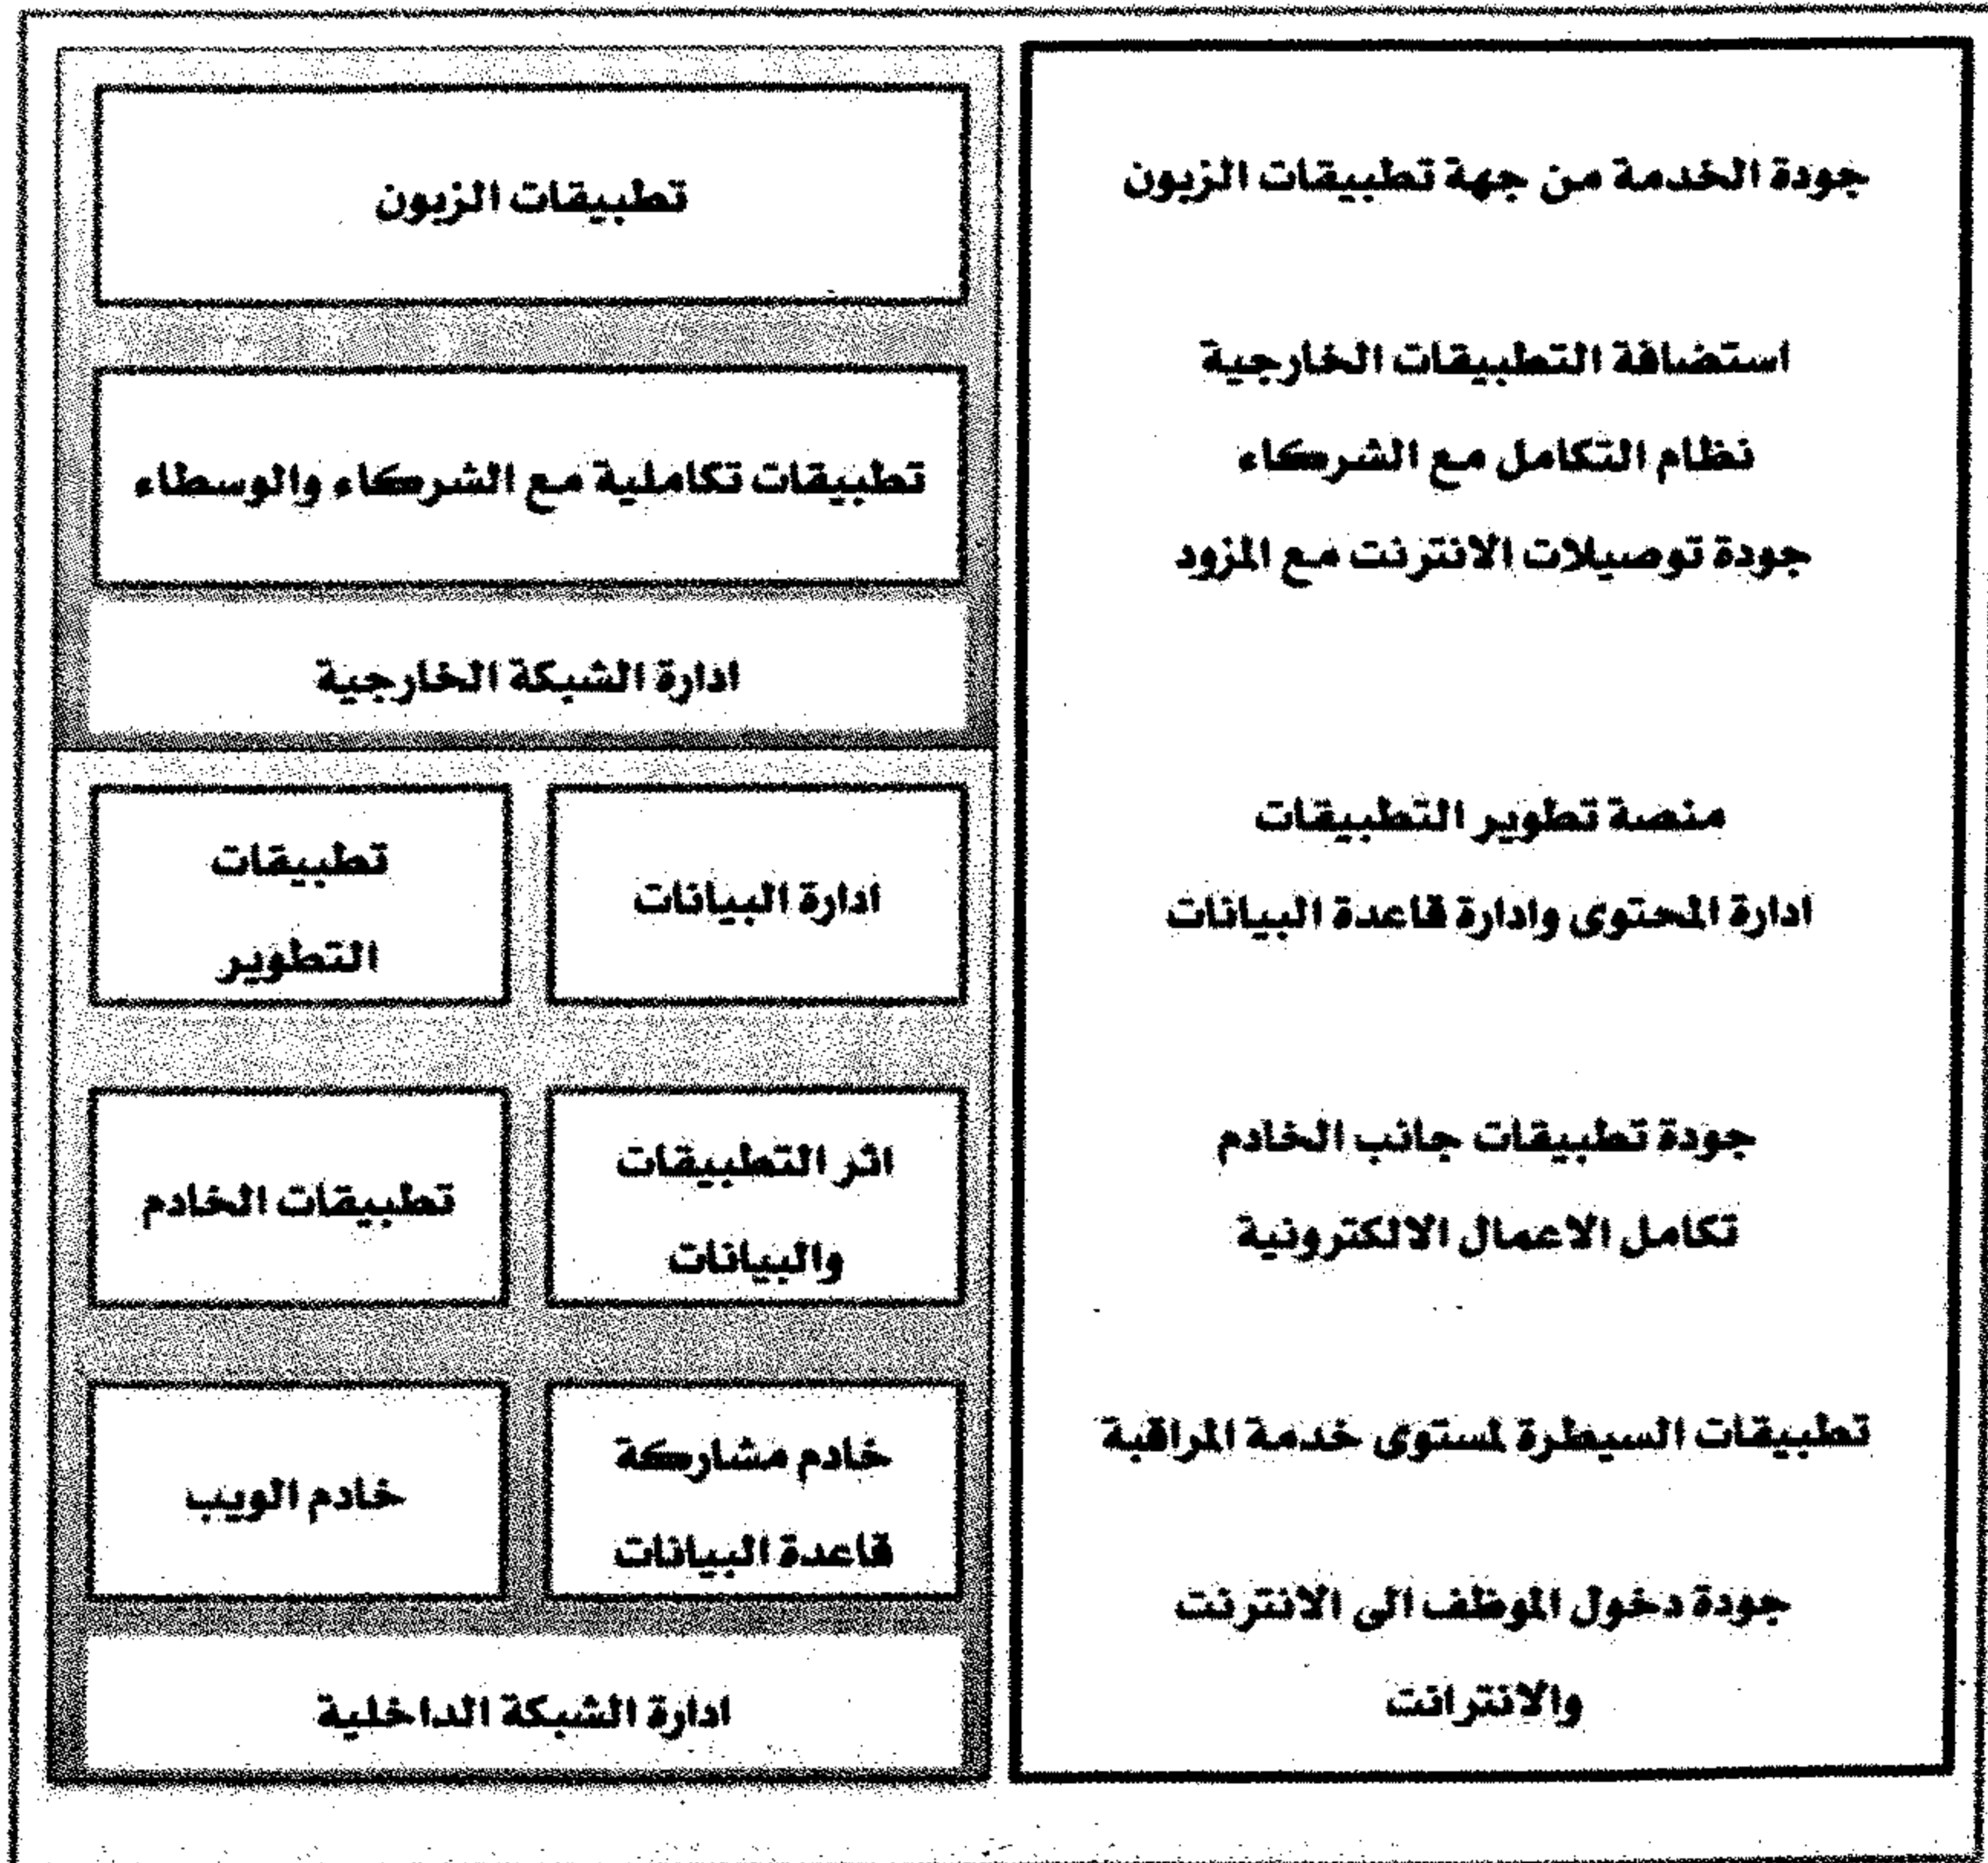 جودة الخدمة من جهة تطبيقات الزبون
استضافة التطبيقات الخارجية
نظام التكامل مع الشركاء
جودة توصيلات الانترنت مع المزود
منصة تطوير التطبيقات
ادارة المحتوى وادارة قاعدة البيانات
جودة تطبيقات جانب الخادم
تكامل الاعمال الالكترونية
تطبيقات السيطرة لمستوى خدمة المراقبة
جودة دخول الموظف الى الانترنت
والانترانت
تطبيقات الزبون
تطبيقات تكاملية مع الشركاء والوسطاء
ادارة الشبكة الخارجية
ادارة البيانات
تطبيقات
التطوير
اثر التطبيقات
والبيانات
تطبيقات الخادم
خادم مشاركة
قاعدة البيانات
خادم الويب
ادارة الشبكة الداخلية